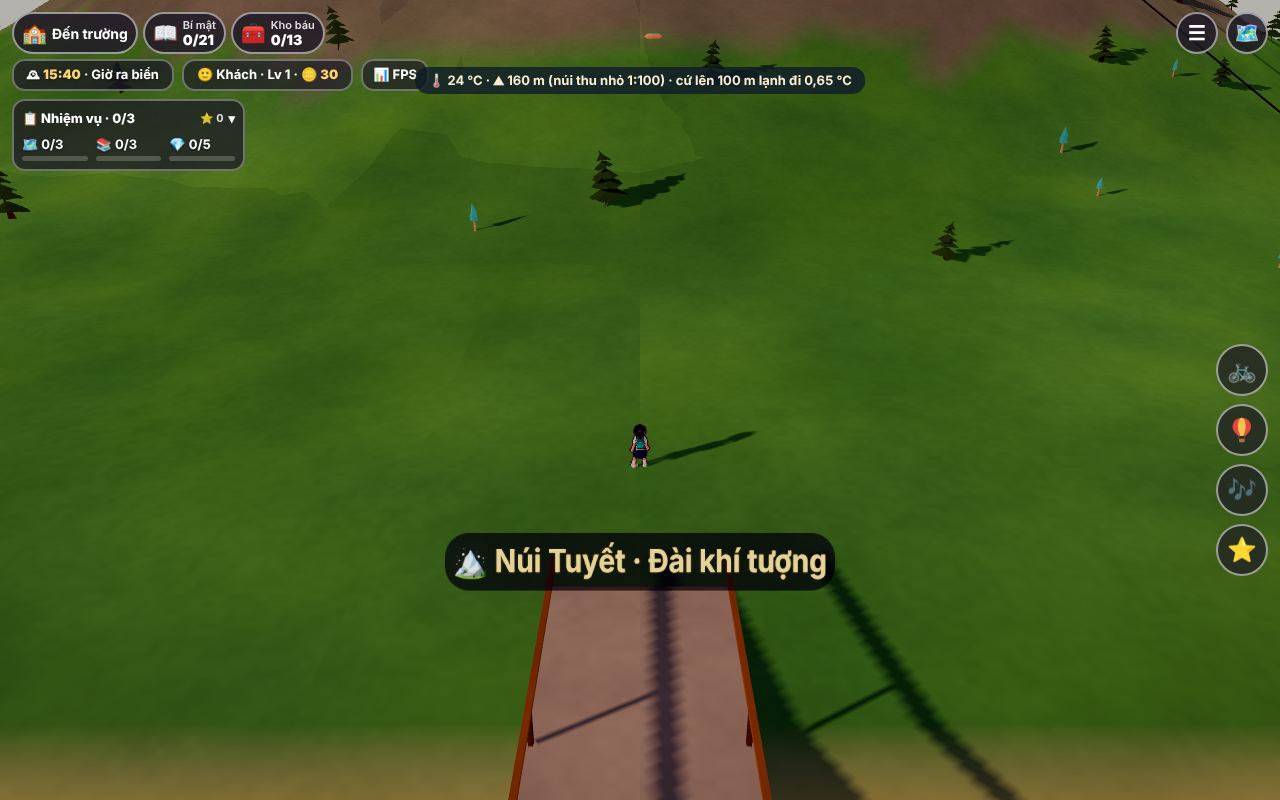 Đến trường
Bí mật
0/21
Kho báu
0/13
15:40 · Giờ ra biển
Khách · Lv 1 · 30
FPS
24 °C · ▲ 160 m (núi thu nhỏ 1:100) · cứ lên 100 m lạnh đi 0,65 °C
Nhiệm vụ · 0/3
0 ▾
0/3
0/3
0/5
Núi Tuyết · Đài khí tượng